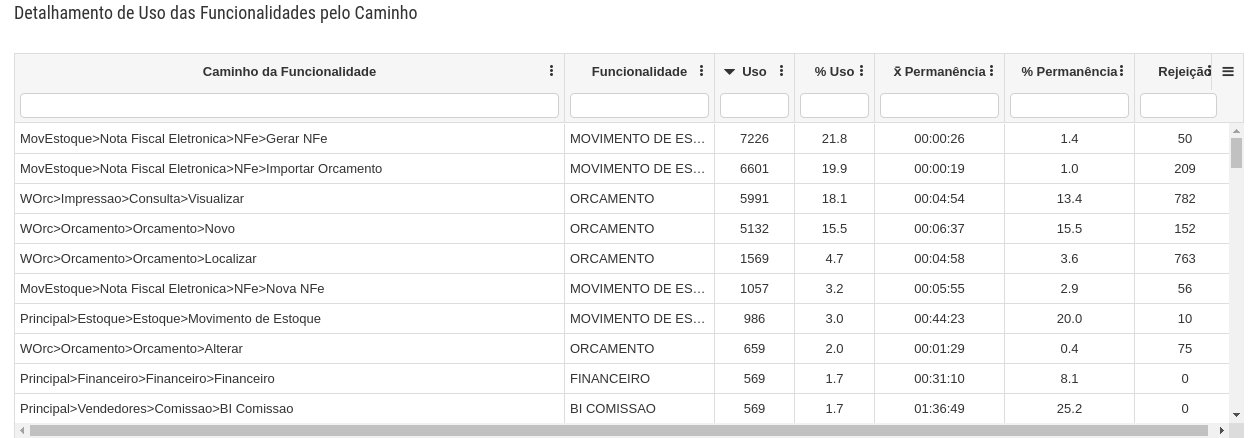 Detalhamento de Uso das Funcionalidades pelo Caminho
Caminho da Funcionalidade Funcionalidade Uso % Uso x̄ Permanência % Permanência Rejeição
MovEstoque>Nota Fiscal Eletronica>NFe>Gerar NFe MOVIMENTO DE ES... 7226 21.8 00:00:26 1.4 50
MovEstoque>Nota Fiscal Eletronica>NFe>Importar Orcamento MOVIMENTO DE ES... 6601 19.9 00:00:19 1.0 209
WOrc>Impressao>Consulta>Visualizar ORCAMENTO 5991 18.1 00:04:54 13.4 782
WOrc>Orcamento>Orcamento>Novo ORCAMENTO 5132 15.5 00:06:37 15.5 152
WOrc>Orcamento>Orcamento>Localizar ORCAMENTO 1569 4.7 00:04:58 3.6 763
MovEstoque>Nota Fiscal Eletronica>NFe>Nova NFe MOVIMENTO DE ES... 1057 3.2 00:05:55 2.9 56
Principal>Estoque>Estoque>Movimento de Estoque MOVIMENTO DE ES... 986 3.0 00:44:23 20.0 10
WOrc>Orcamento>Orcamento>Alterar ORCAMENTO 659 2.0 00:01:29 0.4 75
Principal>Financeiro>Financeiro>Financeiro FINANCEIRO 569 1.7 00:31:10 8.1 0
Principal>Vendedores>Comissao>BI Comissao BI COMISSAO 569 1.7 01:36:49 25.2 0